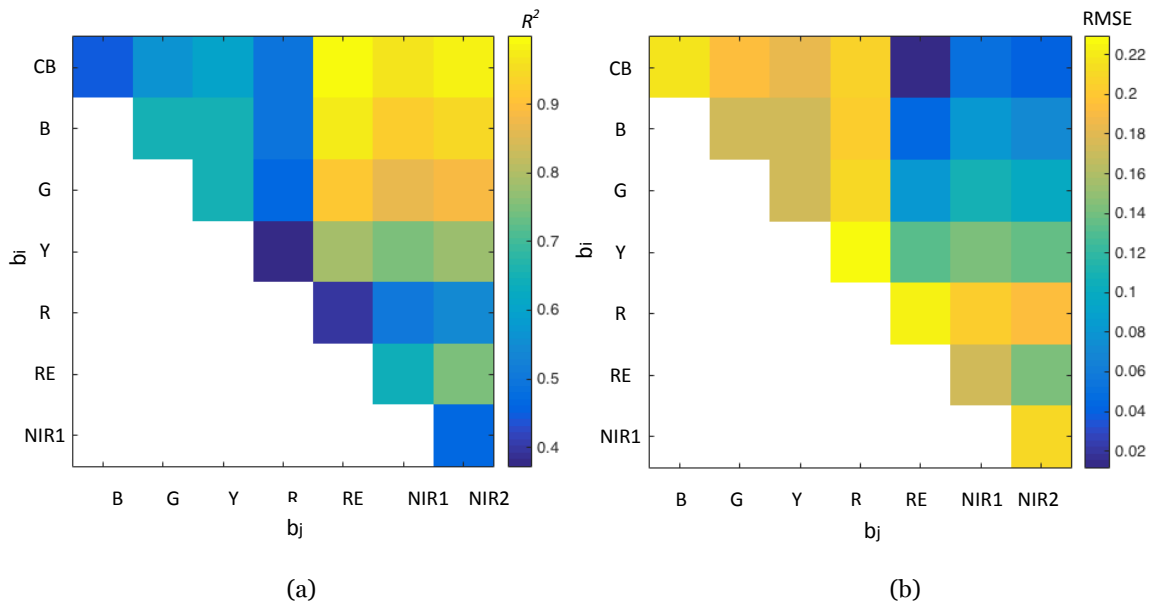 R²
CB
B
G
Y
R
RE
NIR1
bi
0.9
0.8
0.7
0.6
0.5
0.4
B G Y R RE NIR1 NIR2
bj
(a)
RMSE
CB
B
G
Y
R
RE
NIR1
bi
0.22
0.2
0.18
0.16
0.14
0.12
0.1
0.08
0.06
0.04
0.02
B G Y R RE NIR1 NIR2
bj
(b)